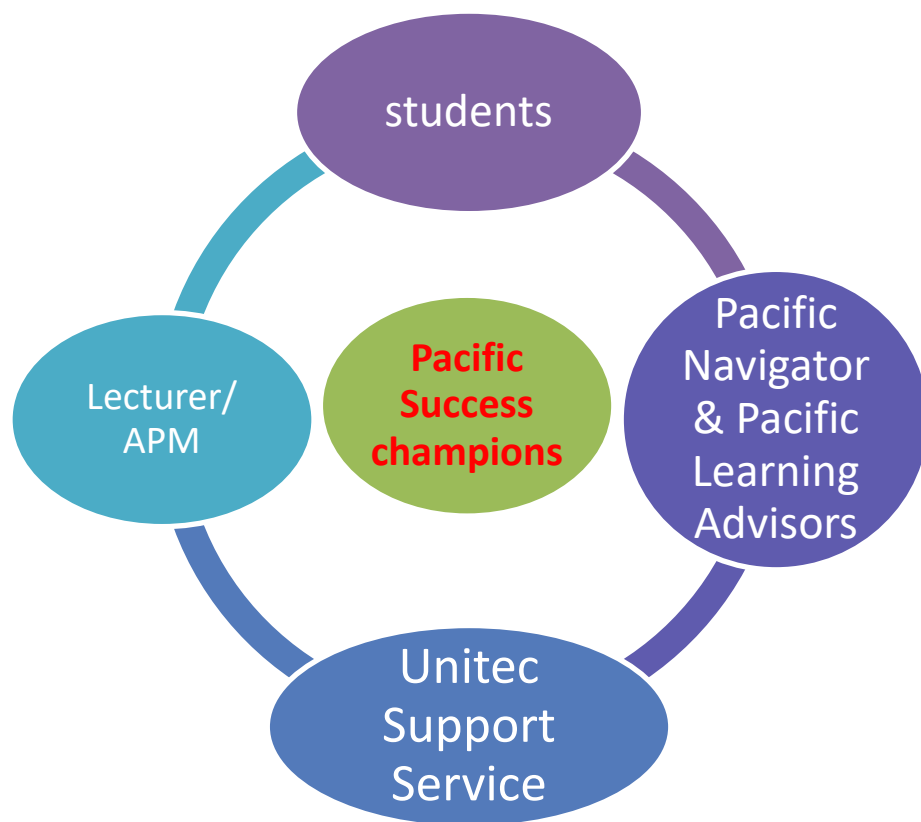 students
Pacific
Navigator
& Pacific
Learning
Advisors
Pacific
Success
champions
Lecturer/
APM
Unitec
Support
Service